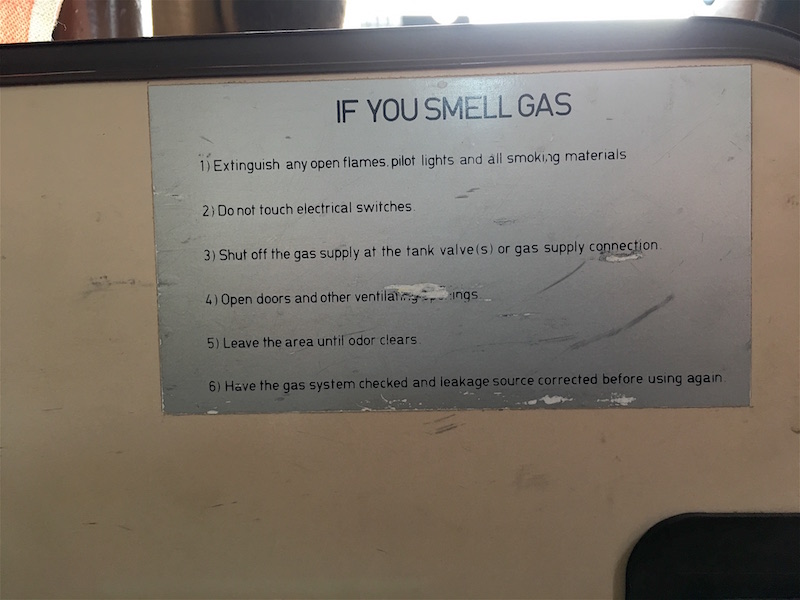 IF YOU SMELL GAS
1) Extinguish any open flames, pilot lights and all smoking materials
2) Do not touch electrical switches.
3) Shut off the gas supply at the tank valve(s) or gas supply connection.
4) Open doors and other
5) Leave the area until odor clears.
6) Have the gas system checked and leakage source corrected before using again.